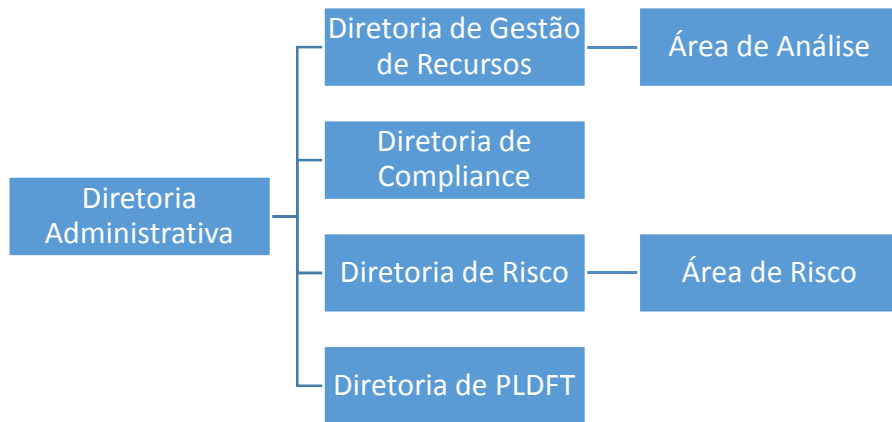 Diretoria de Gestão
de Recursos
Área de Análise
Diretoria de
Compliance
Diretoria
Administrativa
Diretoria de Risco
Área de Risco
Diretoria de PLDFT